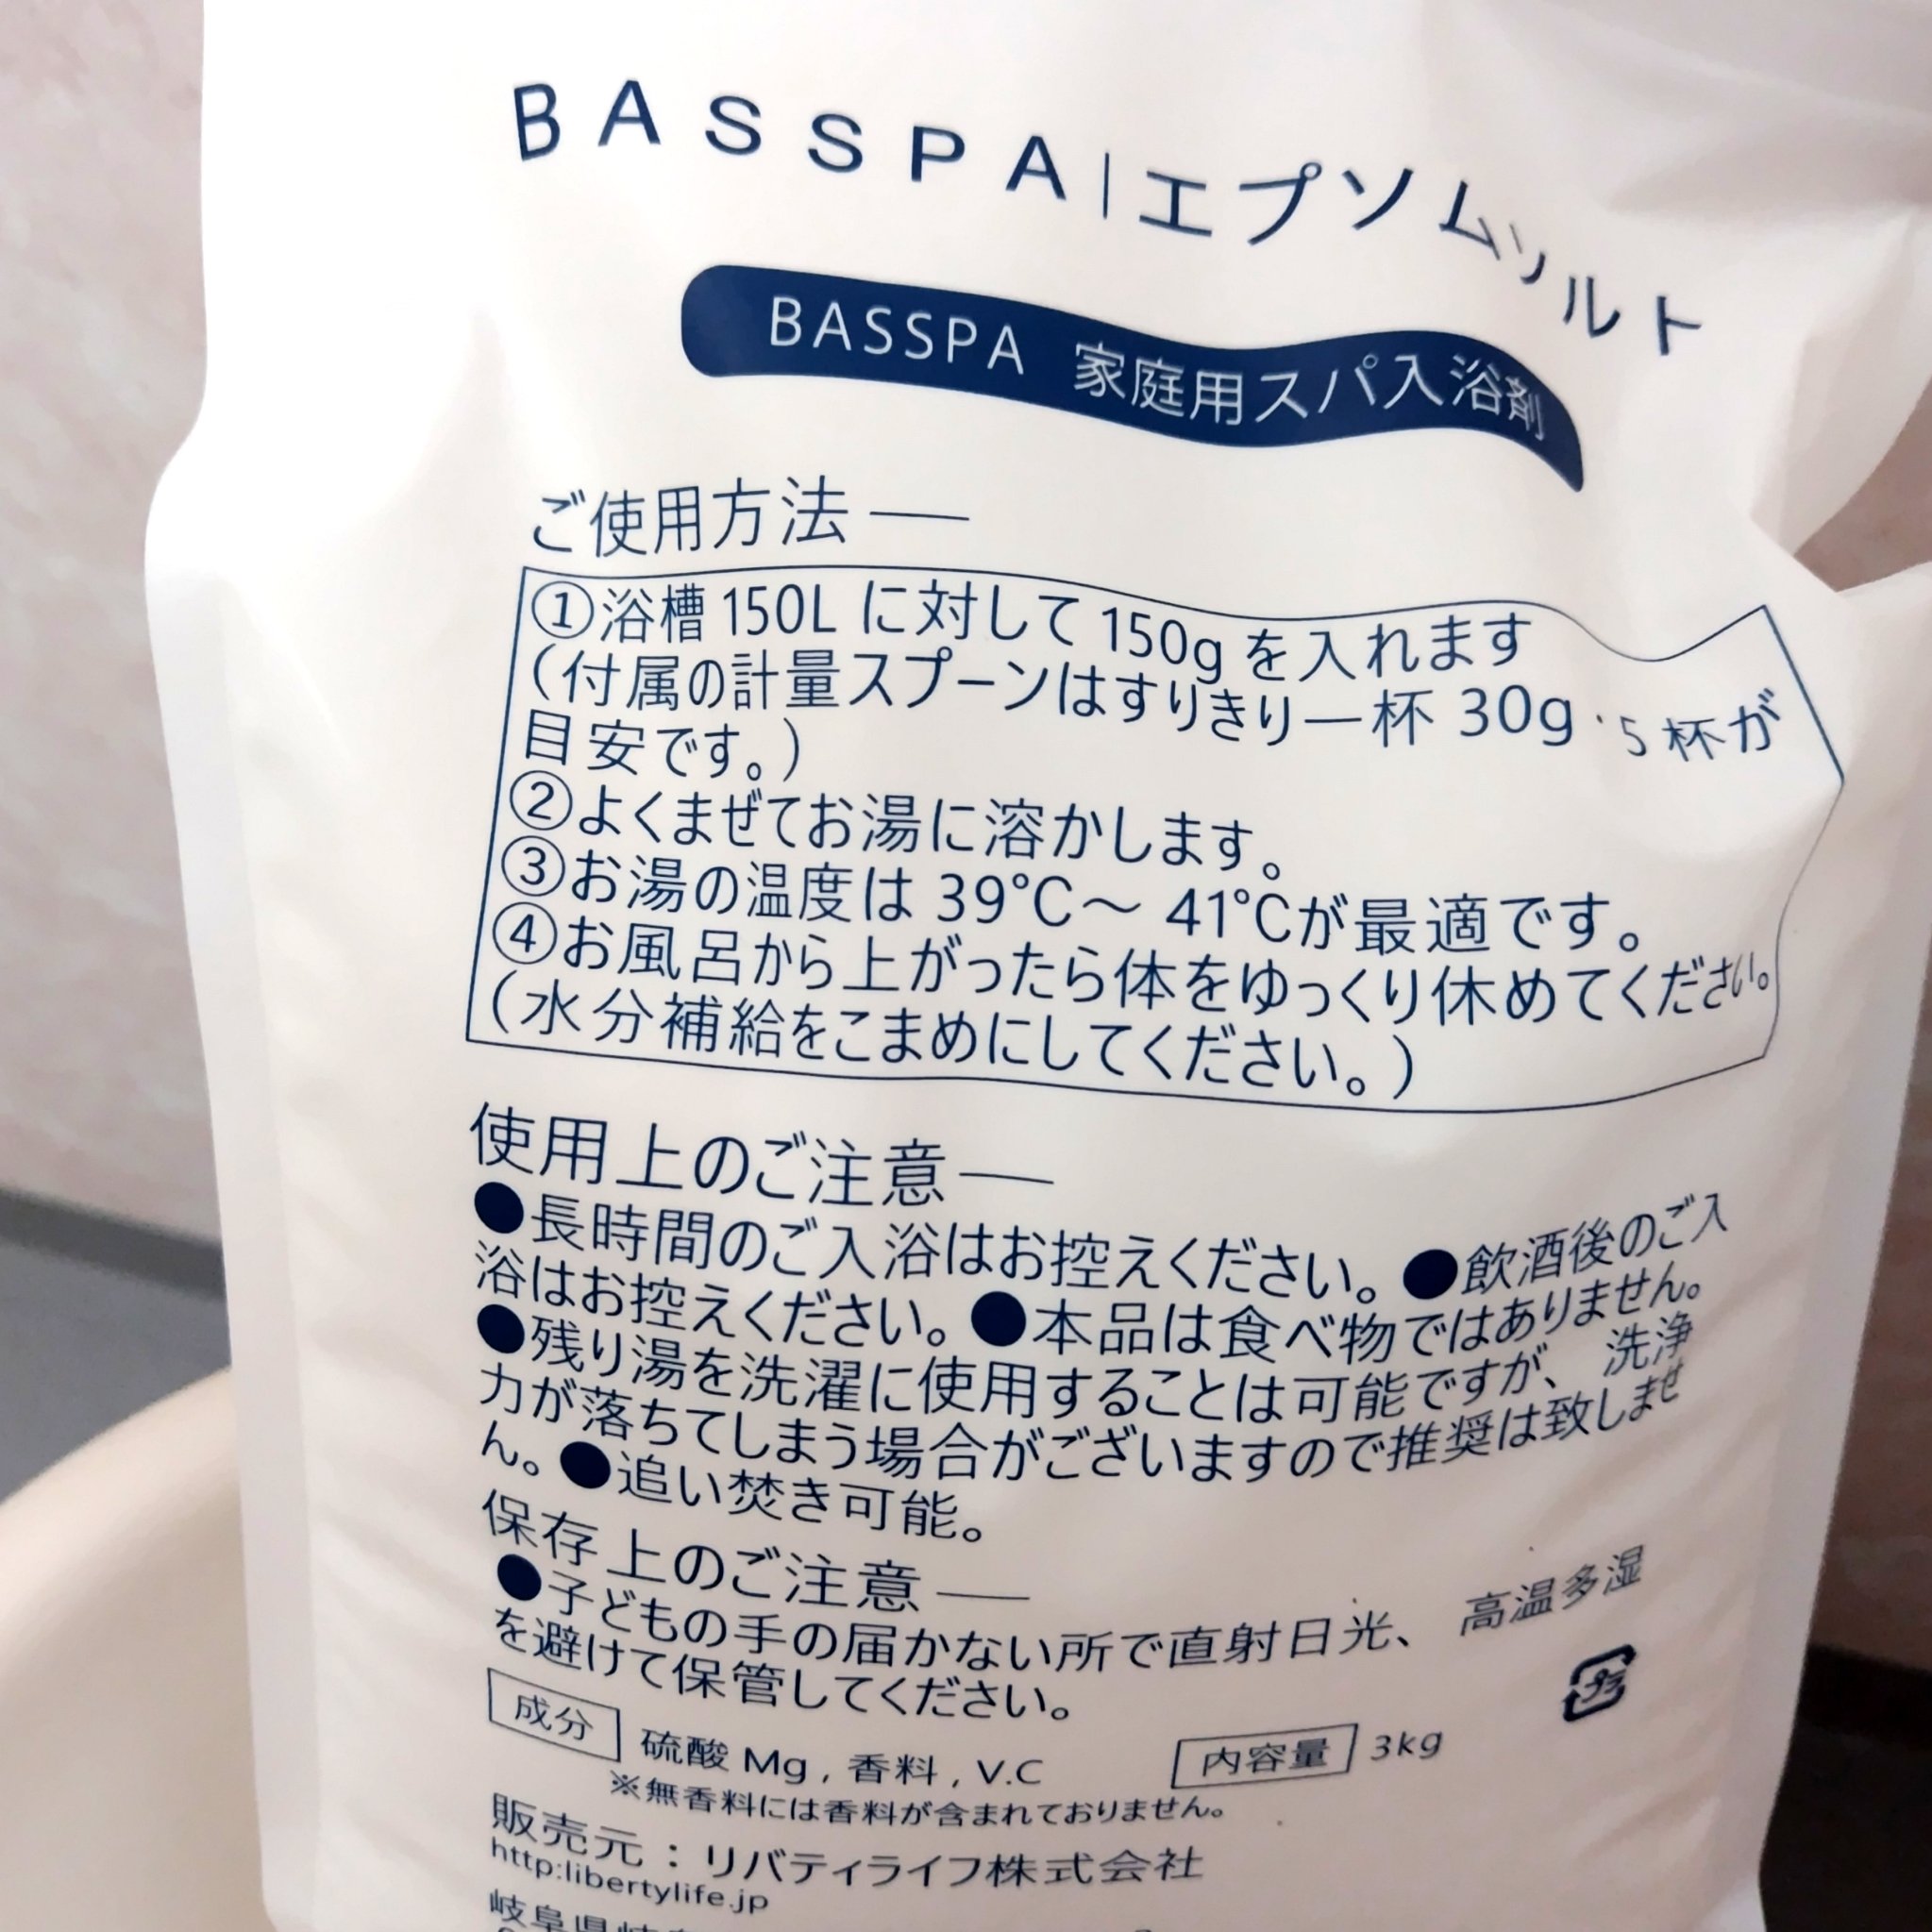 BASSPA|エプソムソルト
BASSPA 家庭用スパ入浴剤
ご使用方法—
①浴槽150Lに対して150gを入れます
(付属の計量スプーンはすりきり一杯30g・5杯が
目安です。)
②よくまぜてお湯に溶かします。
③お湯の温度は39℃〜41℃が最適です。
④お風呂から上がったら体をゆっくり休めてください。
(水分補給をこまめにしてください。)
使用上のご注意—
●長時間のご入浴はお控えください。●飲酒後のご入
浴はお控えください。●本品は食べ物ではありません。
●残り湯を洗濯に使用することは可能ですが、洗浄
力が落ちてしまう場合がございますので推奨は致しませ
ん。●追い焚き可能。
保存上のご注意—
●子どもの手の届かない所で直射日光、高温多湿
を避けて保管してください。
プラ
成分 硫酸Mg,香料,V.C 内容量 3kg
※無香料には香料が含まれておりません。
販売元：リバティライフ株式会社
http:libertylife.jp
岐阜県岐